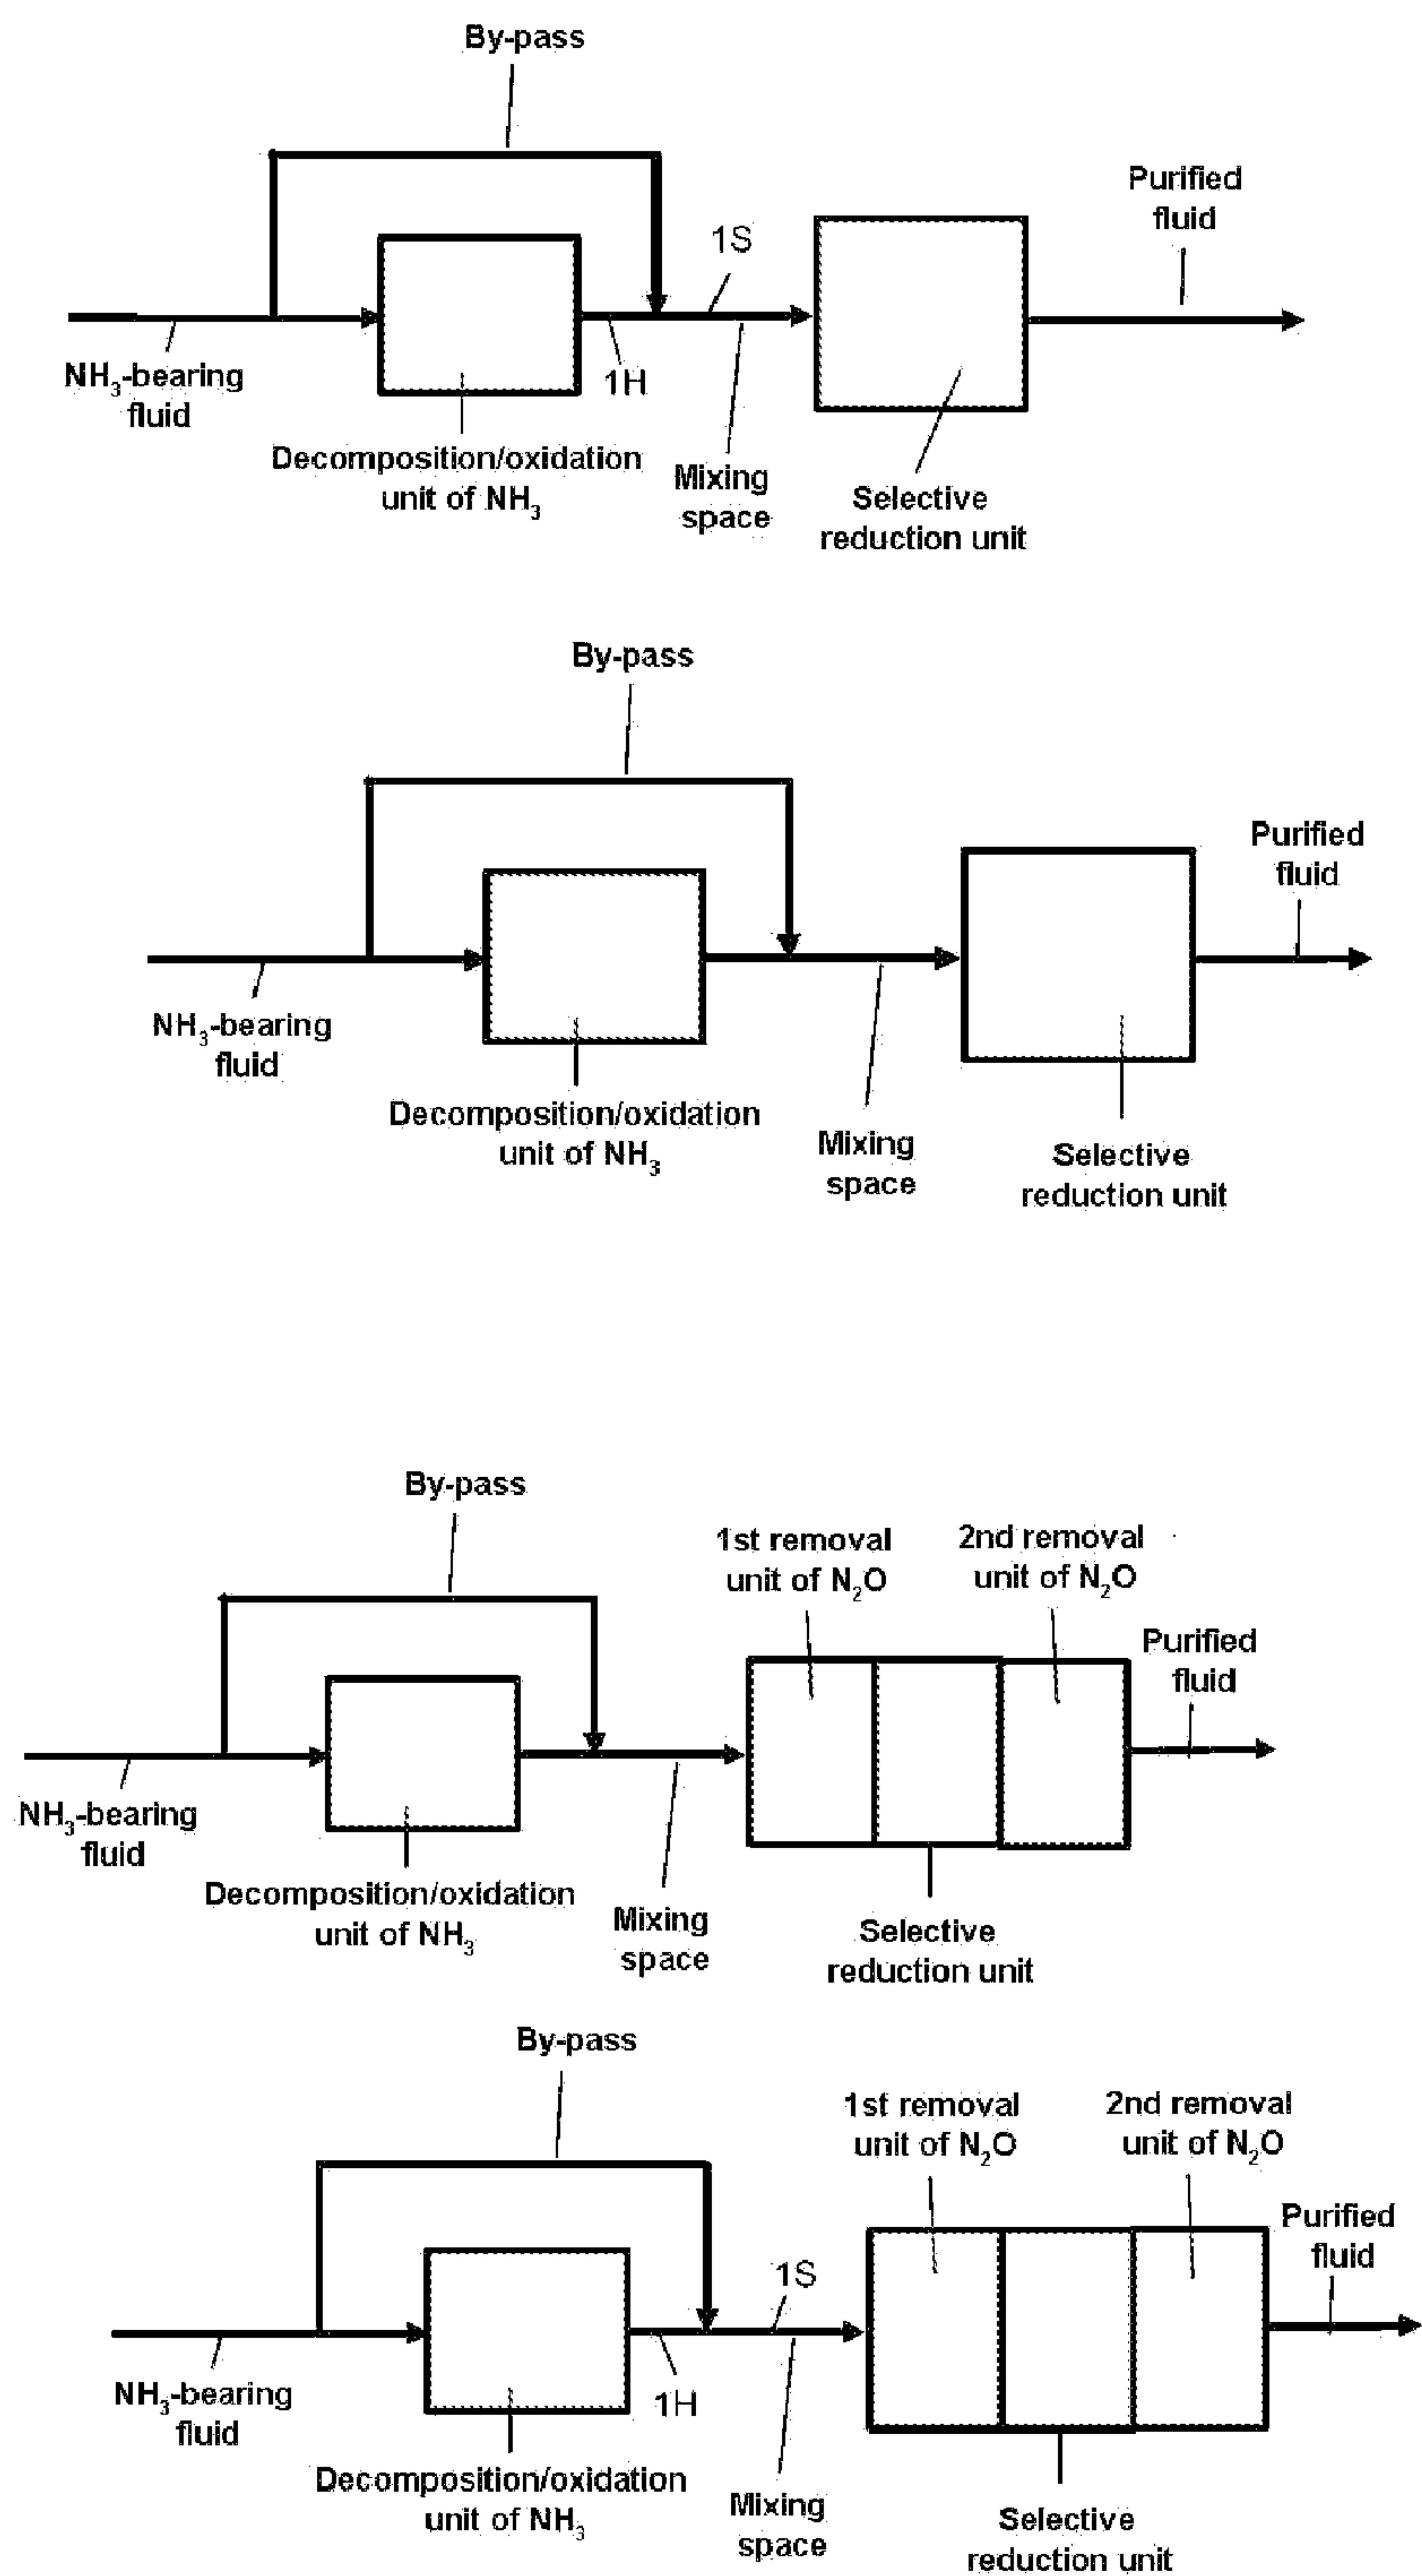 By-pass
Purified
fluid
1S
NH₃-bearing
fluid
1H
Decomposition/oxidation
unit of NH₃
Mixing
space
Selective
reduction unit
By-pass
Purified
fluid
NH₃-bearing
fluid
Decomposition/oxidation
unit of NH₃
Mixing
space
Selective
reduction unit
By-pass
1st removal
unit of N₂O
2nd removal
unit of N₂O
Purified
fluid
NH₃-bearing
fluid
Decomposition/oxidation
unit of NH₃
Mixing
space
Selective
reduction unit
By-pass
1st removal
unit of N₂O
2nd removal
unit of N₂O
Purified
fluid
1S
NH₃-bearing
fluid
1H
Decomposition/oxidation
unit of NH₃
Mixing
space
Selective
reduction unit